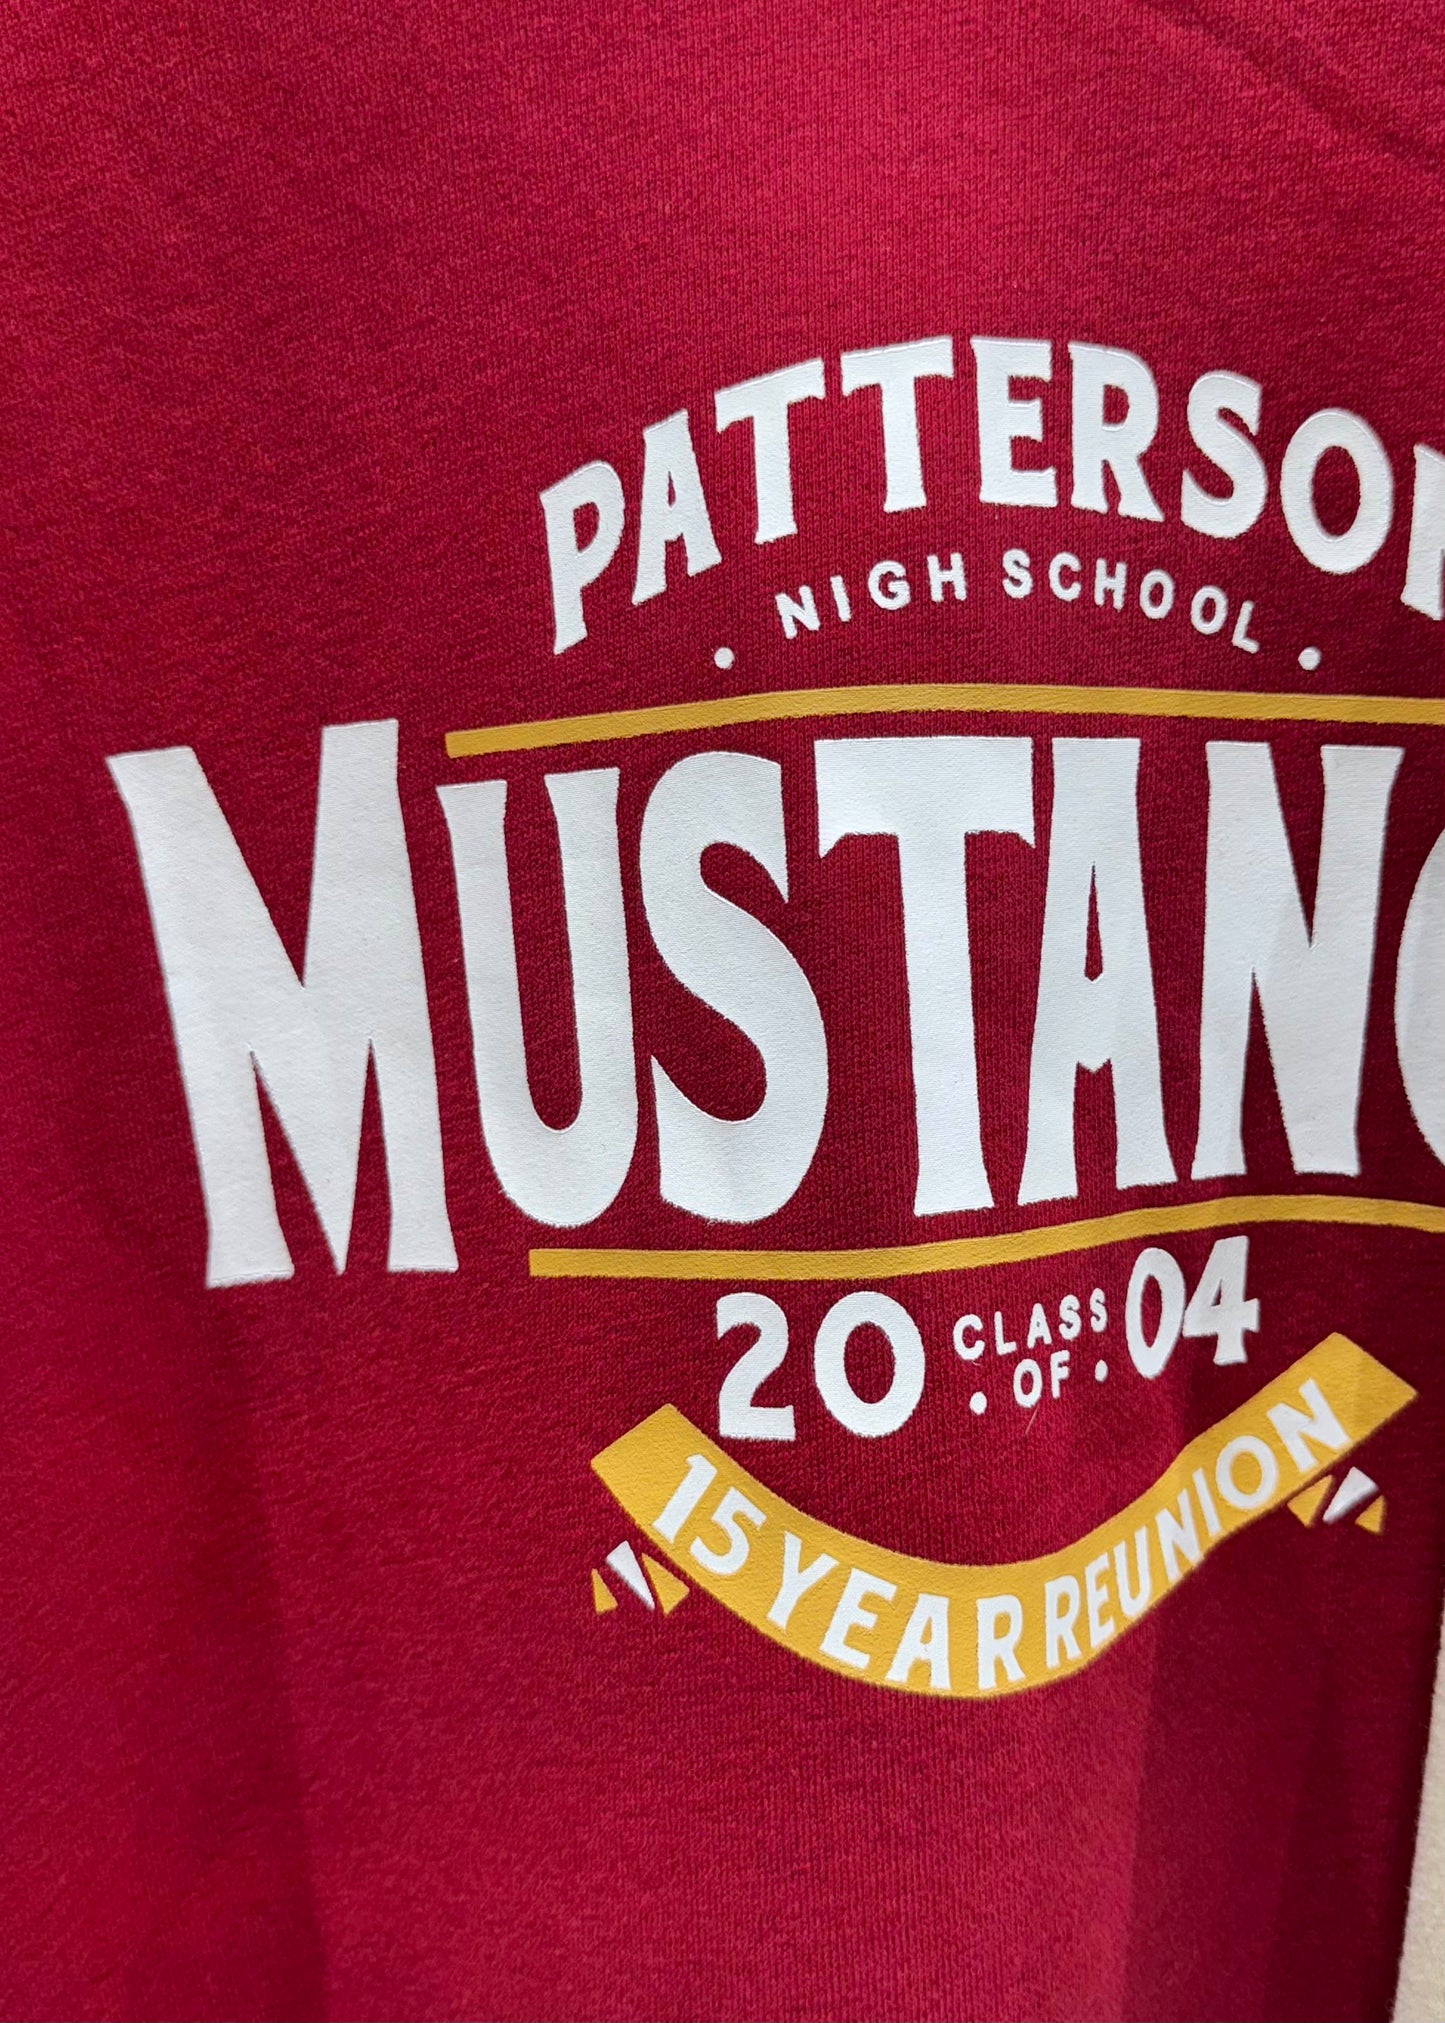 PATTERSON
· NIGH SCHOOL ·
MUSTANG
20 CLASS · OF · 04
15 YEAR REUNION